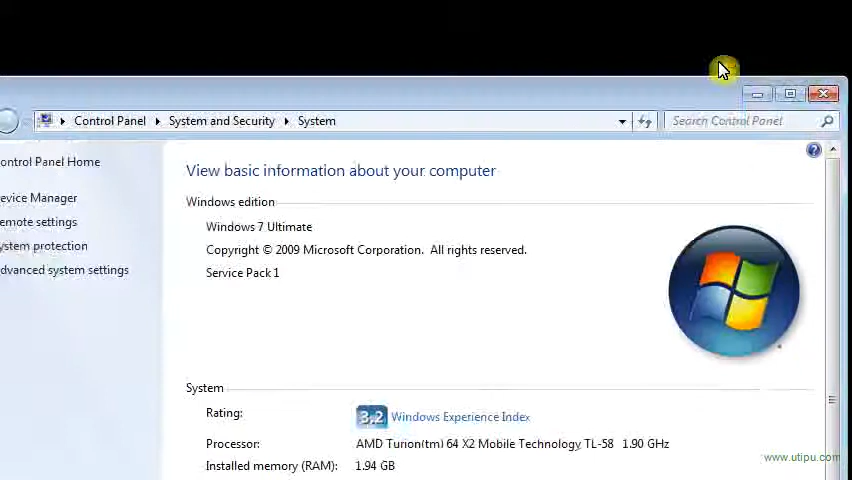 Control Panel System and Security System Search Control Panel
ontrol Panel Home
evice Manager
emote settings
ystem protection
dvanced system settings
View basic information about your computer
Windows edition
Windows 7 Ultimate
Copyright © 2009 Microsoft Corporation. All rights reserved.
Service Pack 1
System
Rating: 3.2 Windows Experience Index
Processor: AMD Turion(tm) 64 X2 Mobile Technology TL-58 1.90 GHz
Installed memory (RAM): 1.94 GB
www.utipu.com